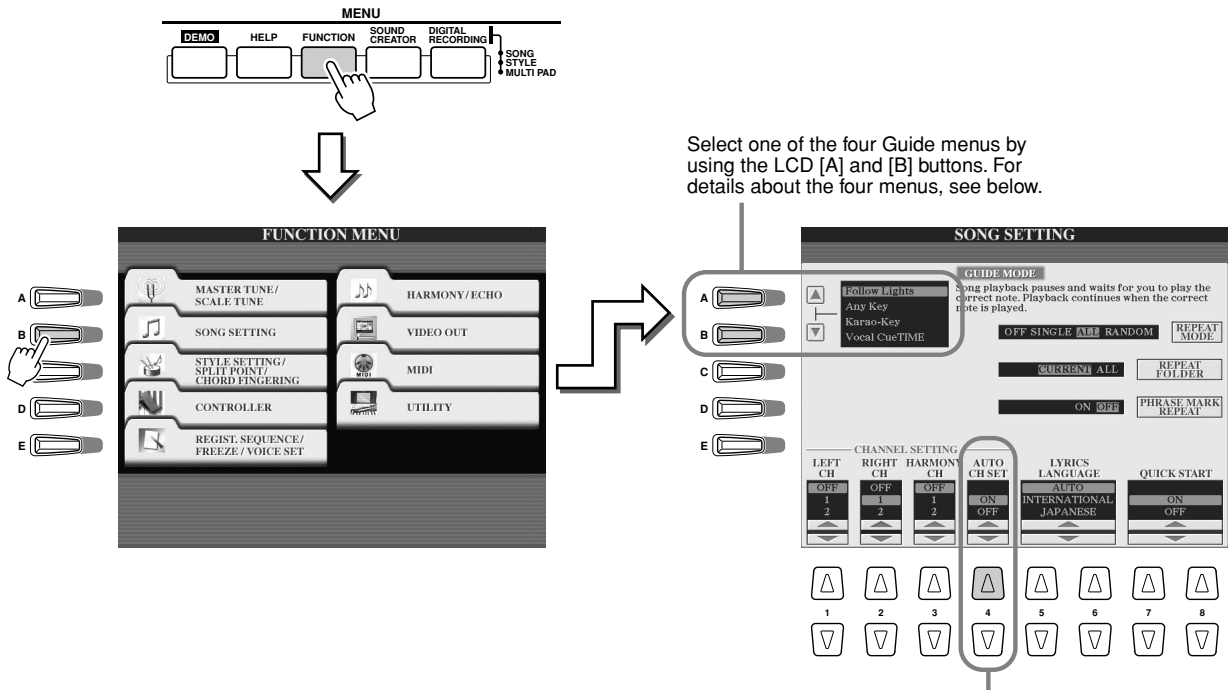 MENU
DEMO
HELP
FUNCTION
SOUND
CREATOR
DIGITAL
RECORDING
SONG
STYLE
MULTI PAD
Select one of the four Guide menus by
using the LCD [A] and [B] buttons. For
details about the four menus, see below.
FUNCTION MENU
A
B
D
E
MASTER TUNE /
SCALE TUNE
SONG SETTING
STYLE SETTING /
SPLIT POINT /
CHORD FINGERING
CONTROLLER
REGIST. SEQUENCE /
FREEZE / VOICE SET
HARMONY / ECHO
VIDEO OUT
MIDI
MIDI
UTILITY
SONG SETTING
A
B
C
D
E
GUIDE MODE
Follow Lights
Any Key
Karao-Key
Vocal CueTIME
Song playback pauses and waits for you to play the
correct note. Playback continues when the correct
note is played.
OFF SINGLE ALL RANDOM
REPEAT
MODE
CURRENT ALL
REPEAT
FOLDER
ON OFF
PHRASE MARK
REPEAT
CHANNEL SETTING
LEFT
CH
OFF
1
2
RIGHT
CH
OFF
1
2
HARMONY
CH
OFF
1
2
AUTO
CH SET
ON
OFF
LYRICS
LANGUAGE
AUTO
INTERNATIONAL
JAPANESE
QUICK START
ON
OFF
1 2 3 4 5 6 7 8